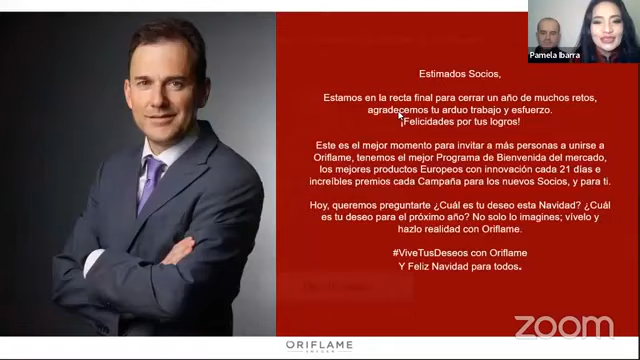 Pamela Ibarra
Estimados Socios,
Estamos en la recta final para cerrar un año de muchos retos,
agradecemos tu arduo trabajo y esfuerzo.
¡Felicidades por tus logros!
Este es el mejor momento para invitar a más personas a unirse a
Oriflame, tenemos el mejor Programa de Bienvenida del mercado,
los mejores productos Europeos con innovación cada 21 días e
increíbles premios cada Campaña para los nuevos Socios, y para ti.
Hoy, queremos preguntarte ¿Cuál es tu deseo esta Navidad? ¿Cuál
es tu deseo para el próximo año? No solo lo imagines; vívelo y
hazlo realidad con Oriflame.
#ViveTusDeseos con Oriflame
Y Feliz Navidad para todos.
zoom
ORIFLAME
SWEDEN